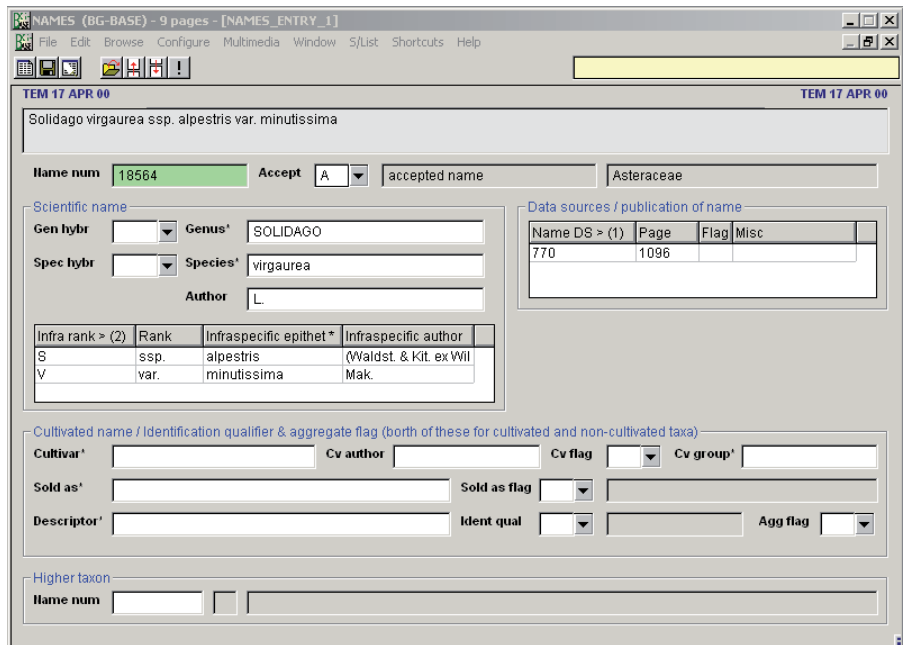 NAMES (BG-BASE) - 9 pages - [NAMES_ENTRY_1]
File Edit Browse Configure Multimedia Window S/List Shortcuts Help
TEM 17 APR 00 TEM 17 APR 00
Solidago virgaurea ssp. alpestris var. minutissima
Name num 18564 Accept A accepted name Asteraceae
Scientific name Data sources / publication of name
Gen hybr Genus* SOLIDAGO Name DS > (1) Page Flag Misc
770 1096
Spec hybr Species* virgaurea
Author L.
Infra rank > (2) Rank Infraspecific epithet * Infraspecific author
S ssp. alpestris (Waldst. & Kit. ex Wil
V var. minutissima Mak.
Cultivated name / Identification qualifier & aggregate flag (borth of these for cultivated and non-cultivated taxa)
Cultivar* Cv author Cv flag Cv group*
Sold as* Sold as flag
Descriptor* Ident qual Agg flag
Higher taxon
Name num